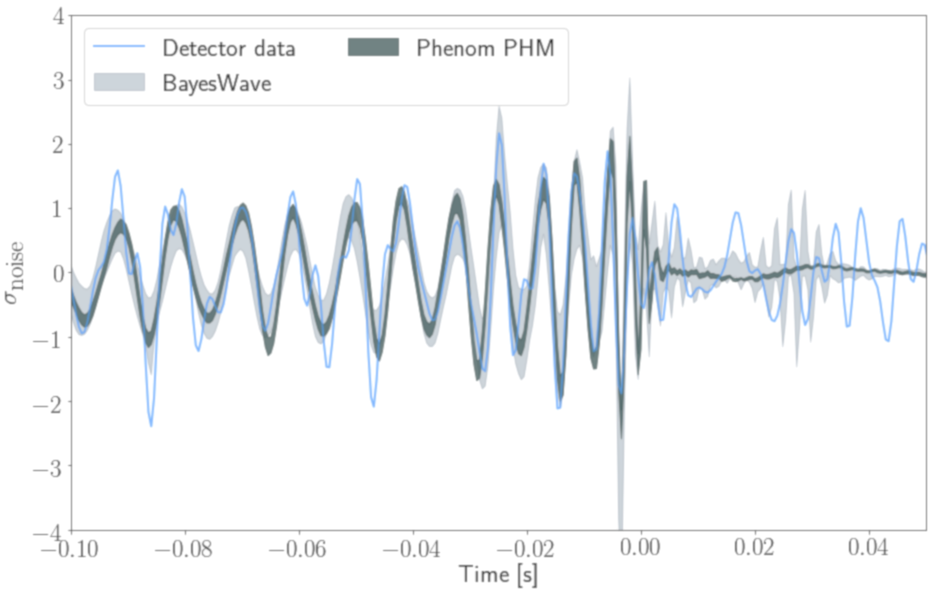 4
Detector data
Phenom PHM
BayesWave
3
2
1
0
−1
−2
−3
−4
σnoise
−0.10 −0.08 −0.06 −0.04 −0.02 0.00 0.02 0.04
Time [s]